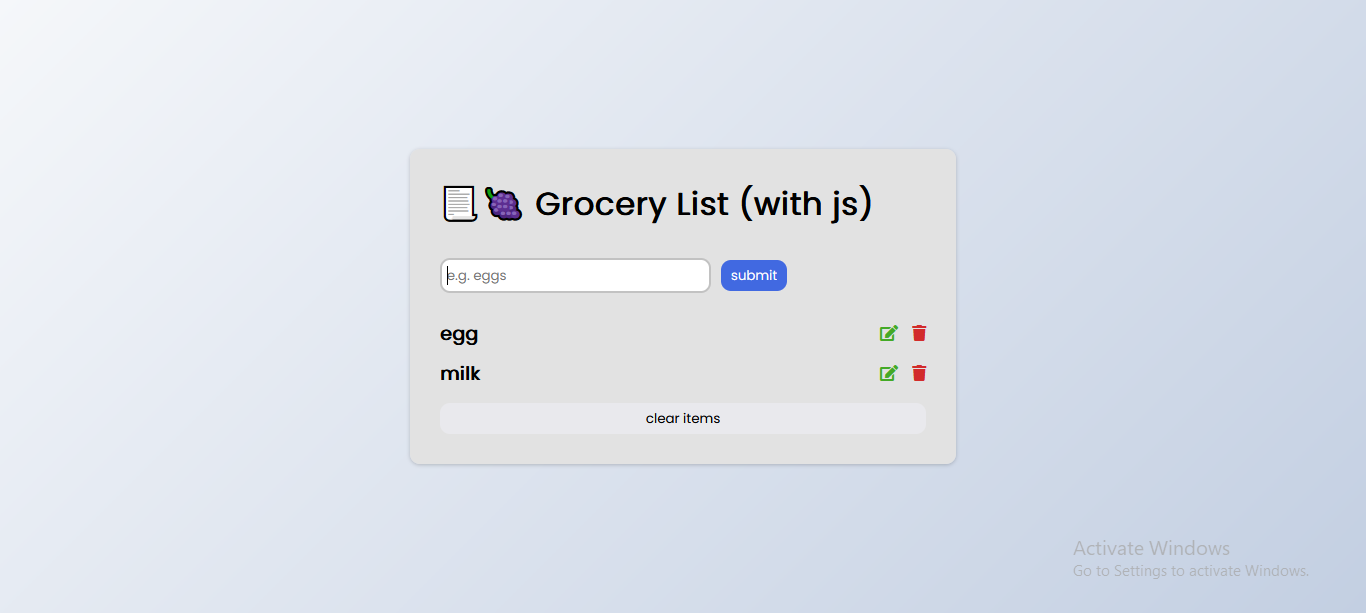 Grocery List (with js)
e.g. eggs
submit
egg
milk
clear items
Activate Windows
Go to Settings to activate Windows.